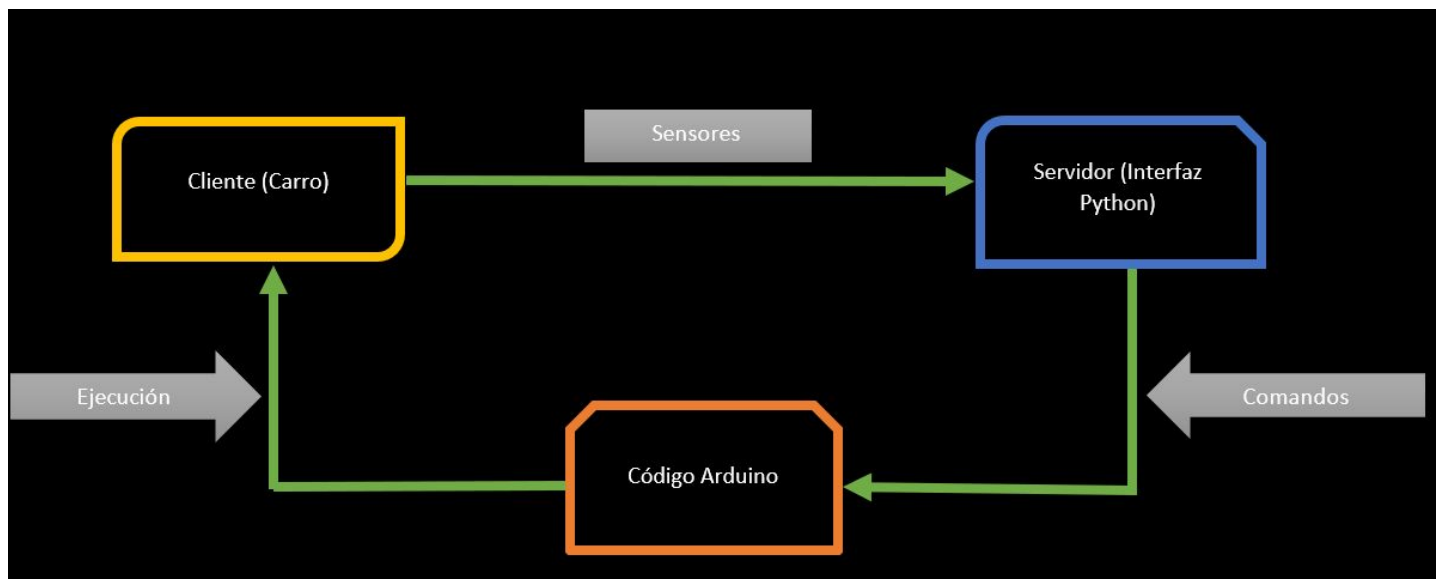 Sensores
Cliente (Carro)
Servidor (Interfaz
Python)
Ejecución
Comandos
Código Arduino